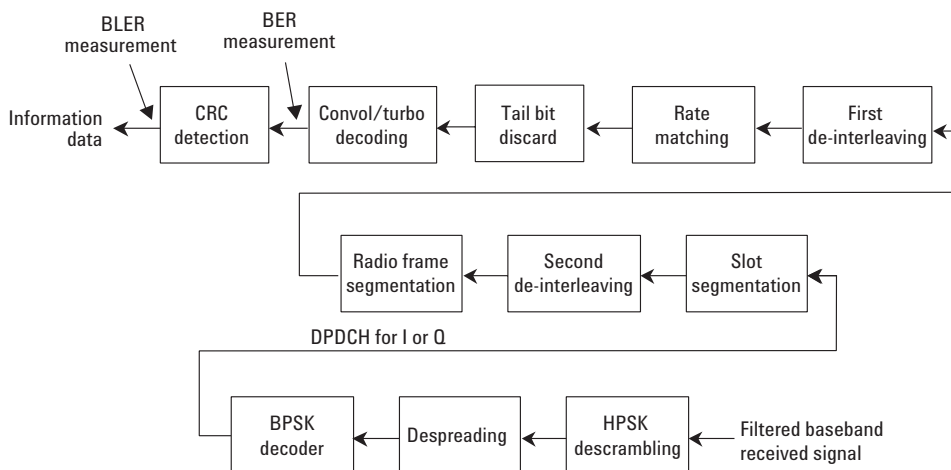 BLER
measurement
BER
measurement
Information
data
CRC
detection
Convol/turbo
decoding
Tail bit
discard
Rate
matching
First
de-interleaving
Radio frame
segmentation
Second
de-interleaving
Slot
segmentation
DPDCH for I or Q
BPSK
decoder
Despreading
HPSK
descrambling
Filtered baseband
received signal